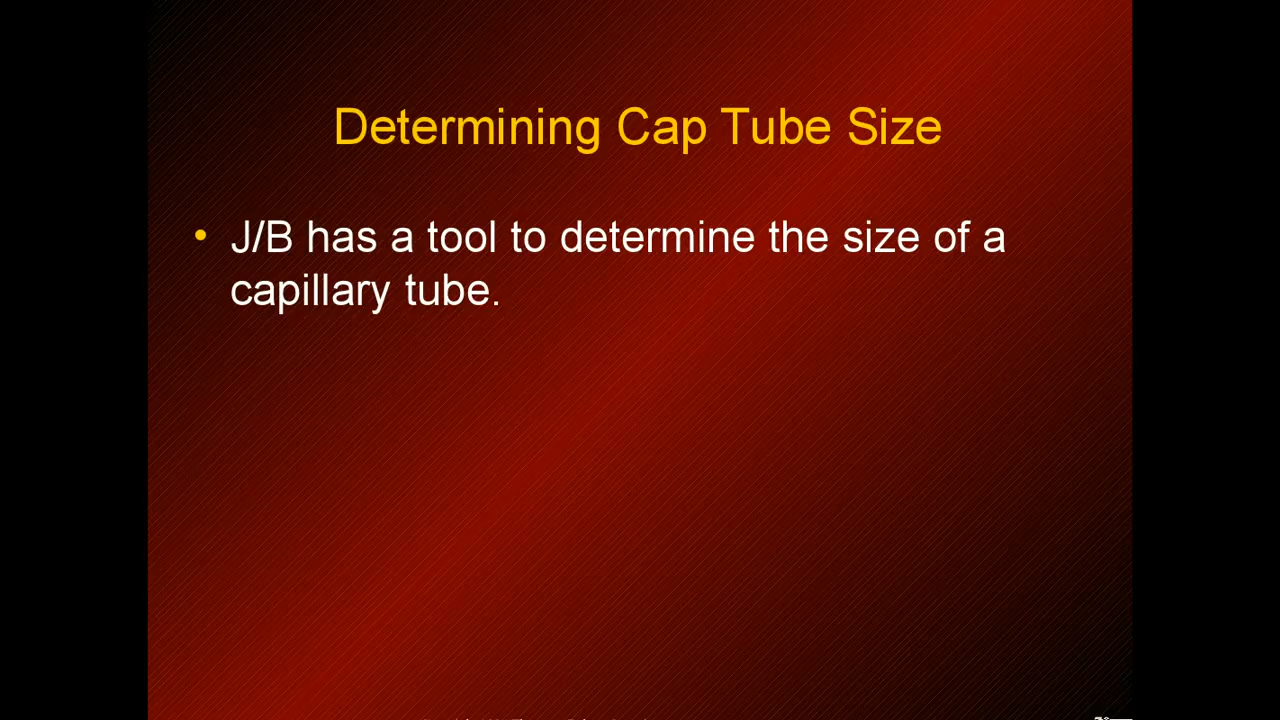 Determining Cap Tube Size
• J/B has a tool to determine the size of a
capillary tube.